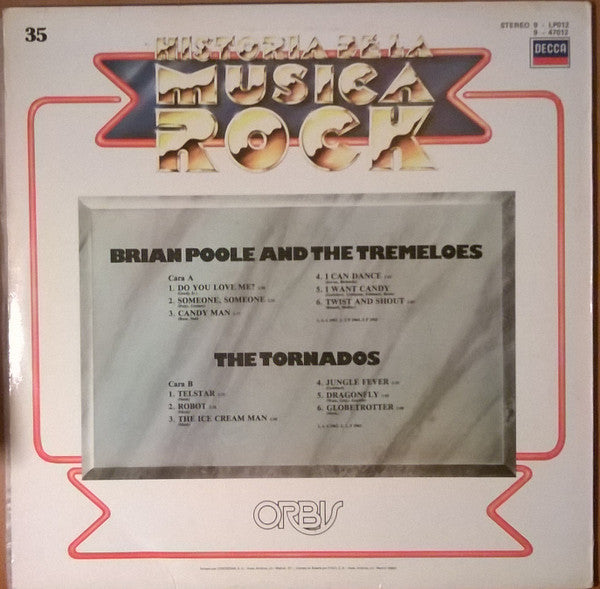 35
STEREO 9 - LP012
9 - 47012
DECCA
HISTORIA DE LA
MUSICA
ROCK
BRIAN POOLE AND THE TREMELOES
Cara A
1. DO YOU LOVE ME?
2. SOMEONE, SOMEONE
3. CANDY MAN
4. I CAN DANCE
5. I WANT CANDY
6. TWIST AND SHOUT
THE TORNADOS
Cara B
1. TELSTAR
2. ROBOT
3. THE ICE CREAM MAN
4. JUNGLE FEVER
5. DRAGONFLY
6. GLOBETROTTER
ORBIS